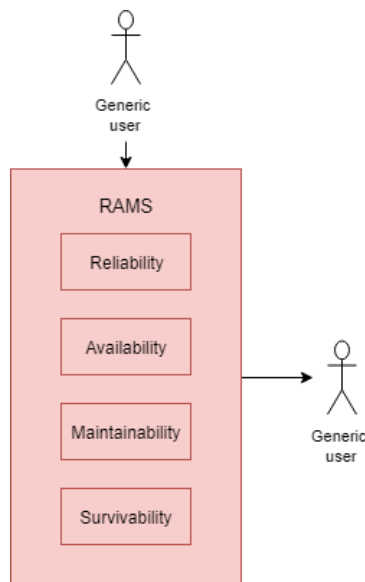 Generic
user
RAMS
Reliability
Availability
Maintainability
Survivability
Generic
user